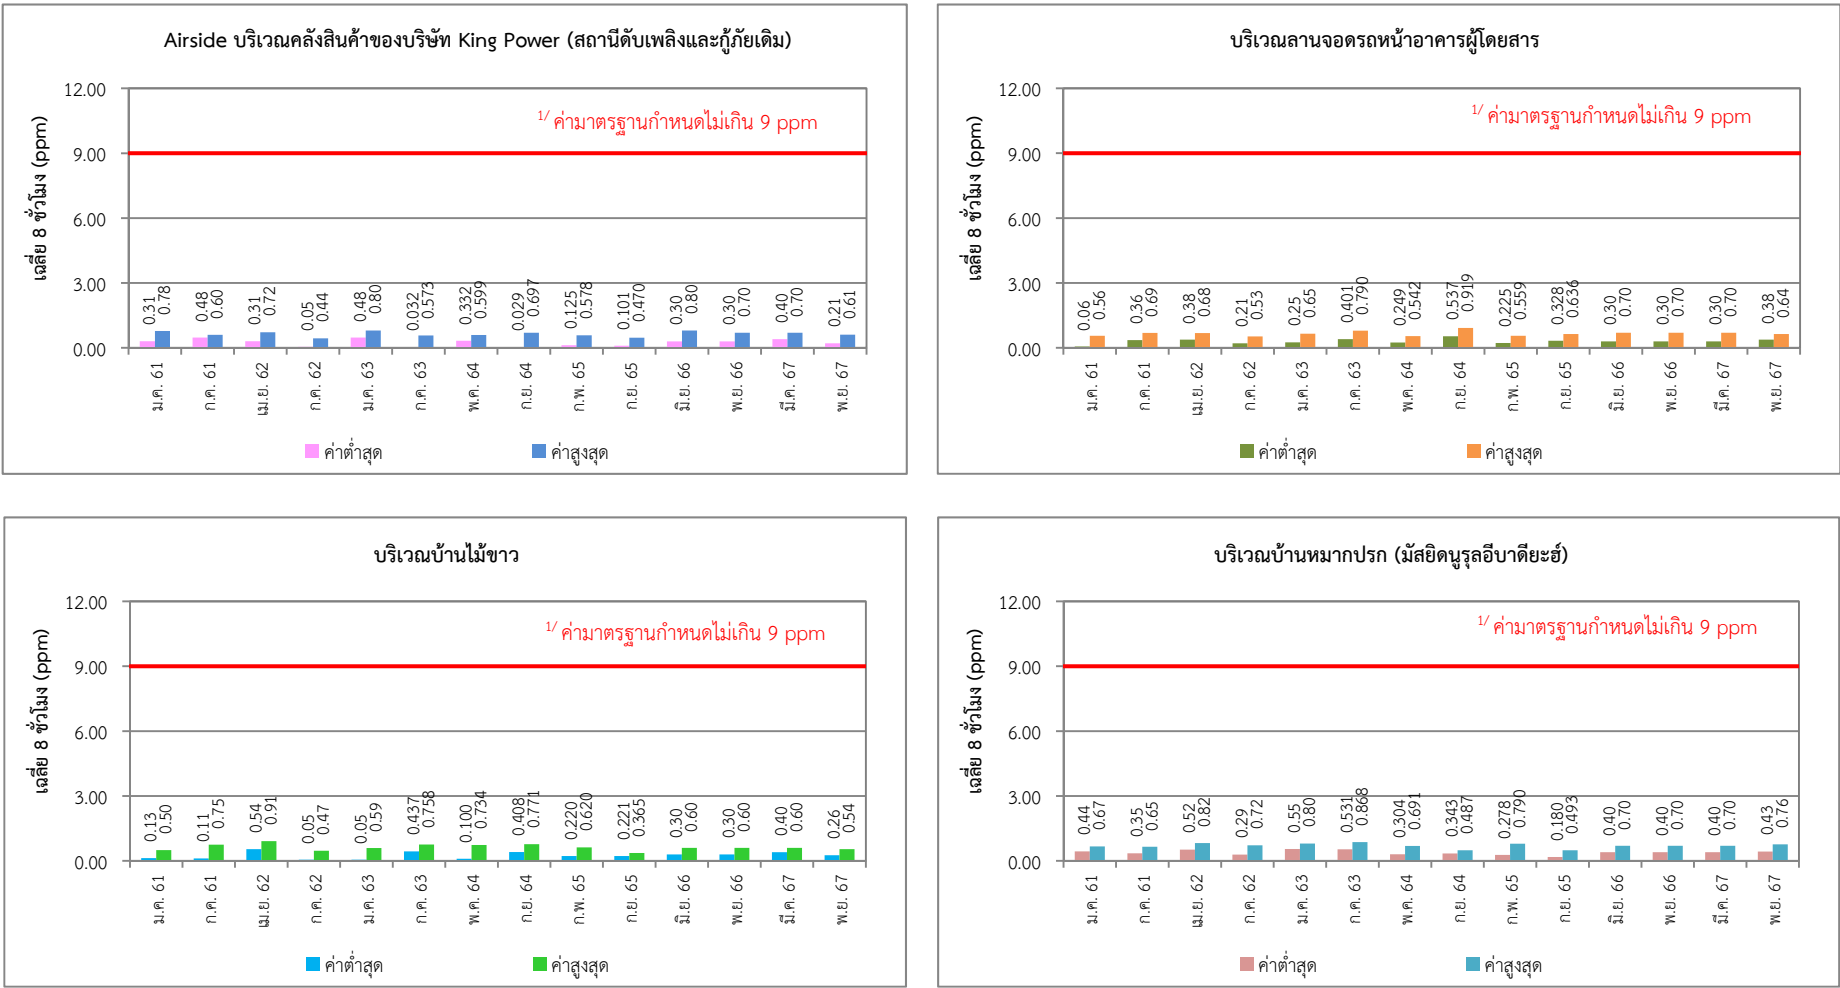 Airside บริเวณคลังสินค้าของบริษัท King Power (สถานีดับเพลิงและกู้ภัยเดิม)
เฉลี่ย 8 ชั่วโมง (ppm)
12.00
9.00
6.00
3.00
0.00
1/ ค่ามาตรฐานกำหนดไม่เกิน 9 ppm
0.31 0.78 0.48 0.60 0.31 0.72 0.05 0.44 0.48 0.80 0.032 0.573 0.332 0.599 0.029 0.697 0.125 0.578 0.101 0.470 0.30 0.80 0.30 0.70 0.40 0.70 0.21 0.61
ม.ค. 61 ก.ค. 61 เม.ย. 62 ก.ค. 62 ม.ค. 63 ก.ค. 63 พ.ค. 64 ก.ย. 64 ก.พ. 65 ก.ย. 65 มิ.ย. 66 พ.ย. 66 มี.ค. 67 พ.ย. 67
ค่าต่ำสุด ค่าสูงสุด
บริเวณลานจอดรถหน้าอาคารผู้โดยสาร
เฉลี่ย 8 ชั่วโมง (ppm)
12.00
9.00
6.00
3.00
0.00
1/ ค่ามาตรฐานกำหนดไม่เกิน 9 ppm
0.06 0.56 0.36 0.69 0.38 0.68 0.21 0.53 0.25 0.65 0.401 0.790 0.249 0.542 0.537 0.919 0.225 0.559 0.328 0.636 0.30 0.70 0.30 0.70 0.30 0.70 0.38 0.64
ม.ค. 61 ก.ค. 61 เม.ย. 62 ก.ค. 62 ม.ค. 63 ก.ค. 63 พ.ค. 64 ก.ย. 64 ก.พ. 65 ก.ย. 65 มิ.ย. 66 พ.ย. 66 มี.ค. 67 พ.ย. 67
ค่าต่ำสุด ค่าสูงสุด
บริเวณบ้านไม้ขาว
เฉลี่ย 8 ชั่วโมง (ppm)
12.00
9.00
6.00
3.00
0.00
1/ ค่ามาตรฐานกำหนดไม่เกิน 9 ppm
0.13 0.50 0.11 0.75 0.54 0.91 0.05 0.47 0.05 0.59 0.437 0.758 0.100 0.734 0.408 0.771 0.220 0.620 0.221 0.365 0.30 0.60 0.30 0.60 0.40 0.60 0.26 0.54
ม.ค. 61 ก.ค. 61 เม.ย. 62 ก.ค. 62 ม.ค. 63 ก.ค. 63 พ.ค. 64 ก.ย. 64 ก.พ. 65 ก.ย. 65 มิ.ย. 66 พ.ย. 66 มี.ค. 67 พ.ย. 67
ค่าต่ำสุด ค่าสูงสุด
บริเวณบ้านหมากปรก (มัสยิดนูรุลอีบาดียะฮ์)
เฉลี่ย 8 ชั่วโมง (ppm)
12.00
9.00
6.00
3.00
0.00
1/ ค่ามาตรฐานกำหนดไม่เกิน 9 ppm
0.44 0.67 0.35 0.65 0.52 0.82 0.29 0.72 0.55 0.80 0.531 0.868 0.304 0.691 0.343 0.487 0.278 0.790 0.180 0.493 0.40 0.70 0.40 0.70 0.40 0.70 0.43 0.76
ม.ค. 61 ก.ค. 61 เม.ย. 62 ก.ค. 62 ม.ค. 63 ก.ค. 63 พ.ค. 64 ก.ย. 64 ก.พ. 65 ก.ย. 65 มิ.ย. 66 พ.ย. 66 มี.ค. 67 พ.ย. 67
ค่าต่ำสุด ค่าสูงสุด